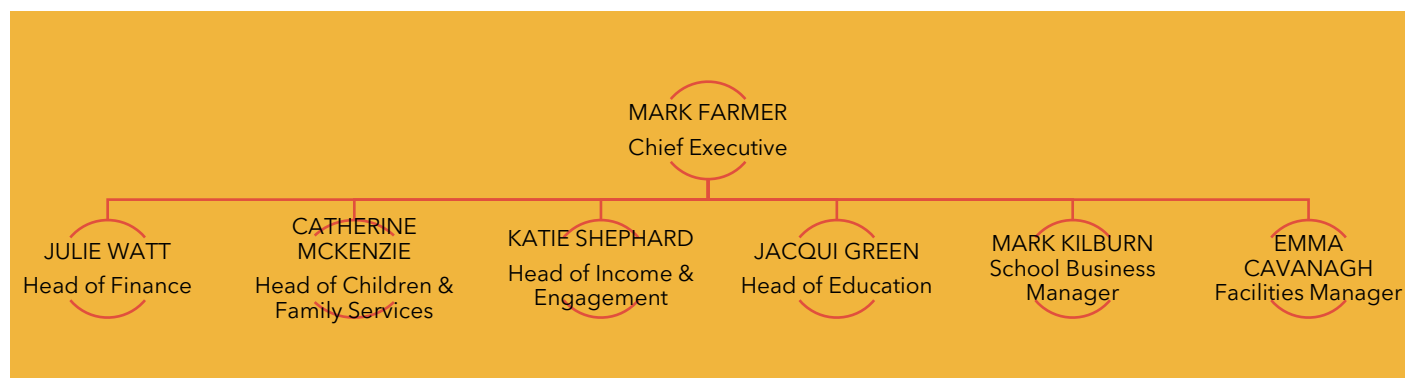 MARK FARMER
Chief Executive
JULIE WATT
Head of Finance
CATHERINE
MCKENZIE
Head of Children &
Family Services
KATIE SHEPHARD
Head of Income &
Engagement
JACQUI GREEN
Head of Education
MARK KILBURN
School Business
Manager
EMMA
CAVANAGH
Facilities Manager